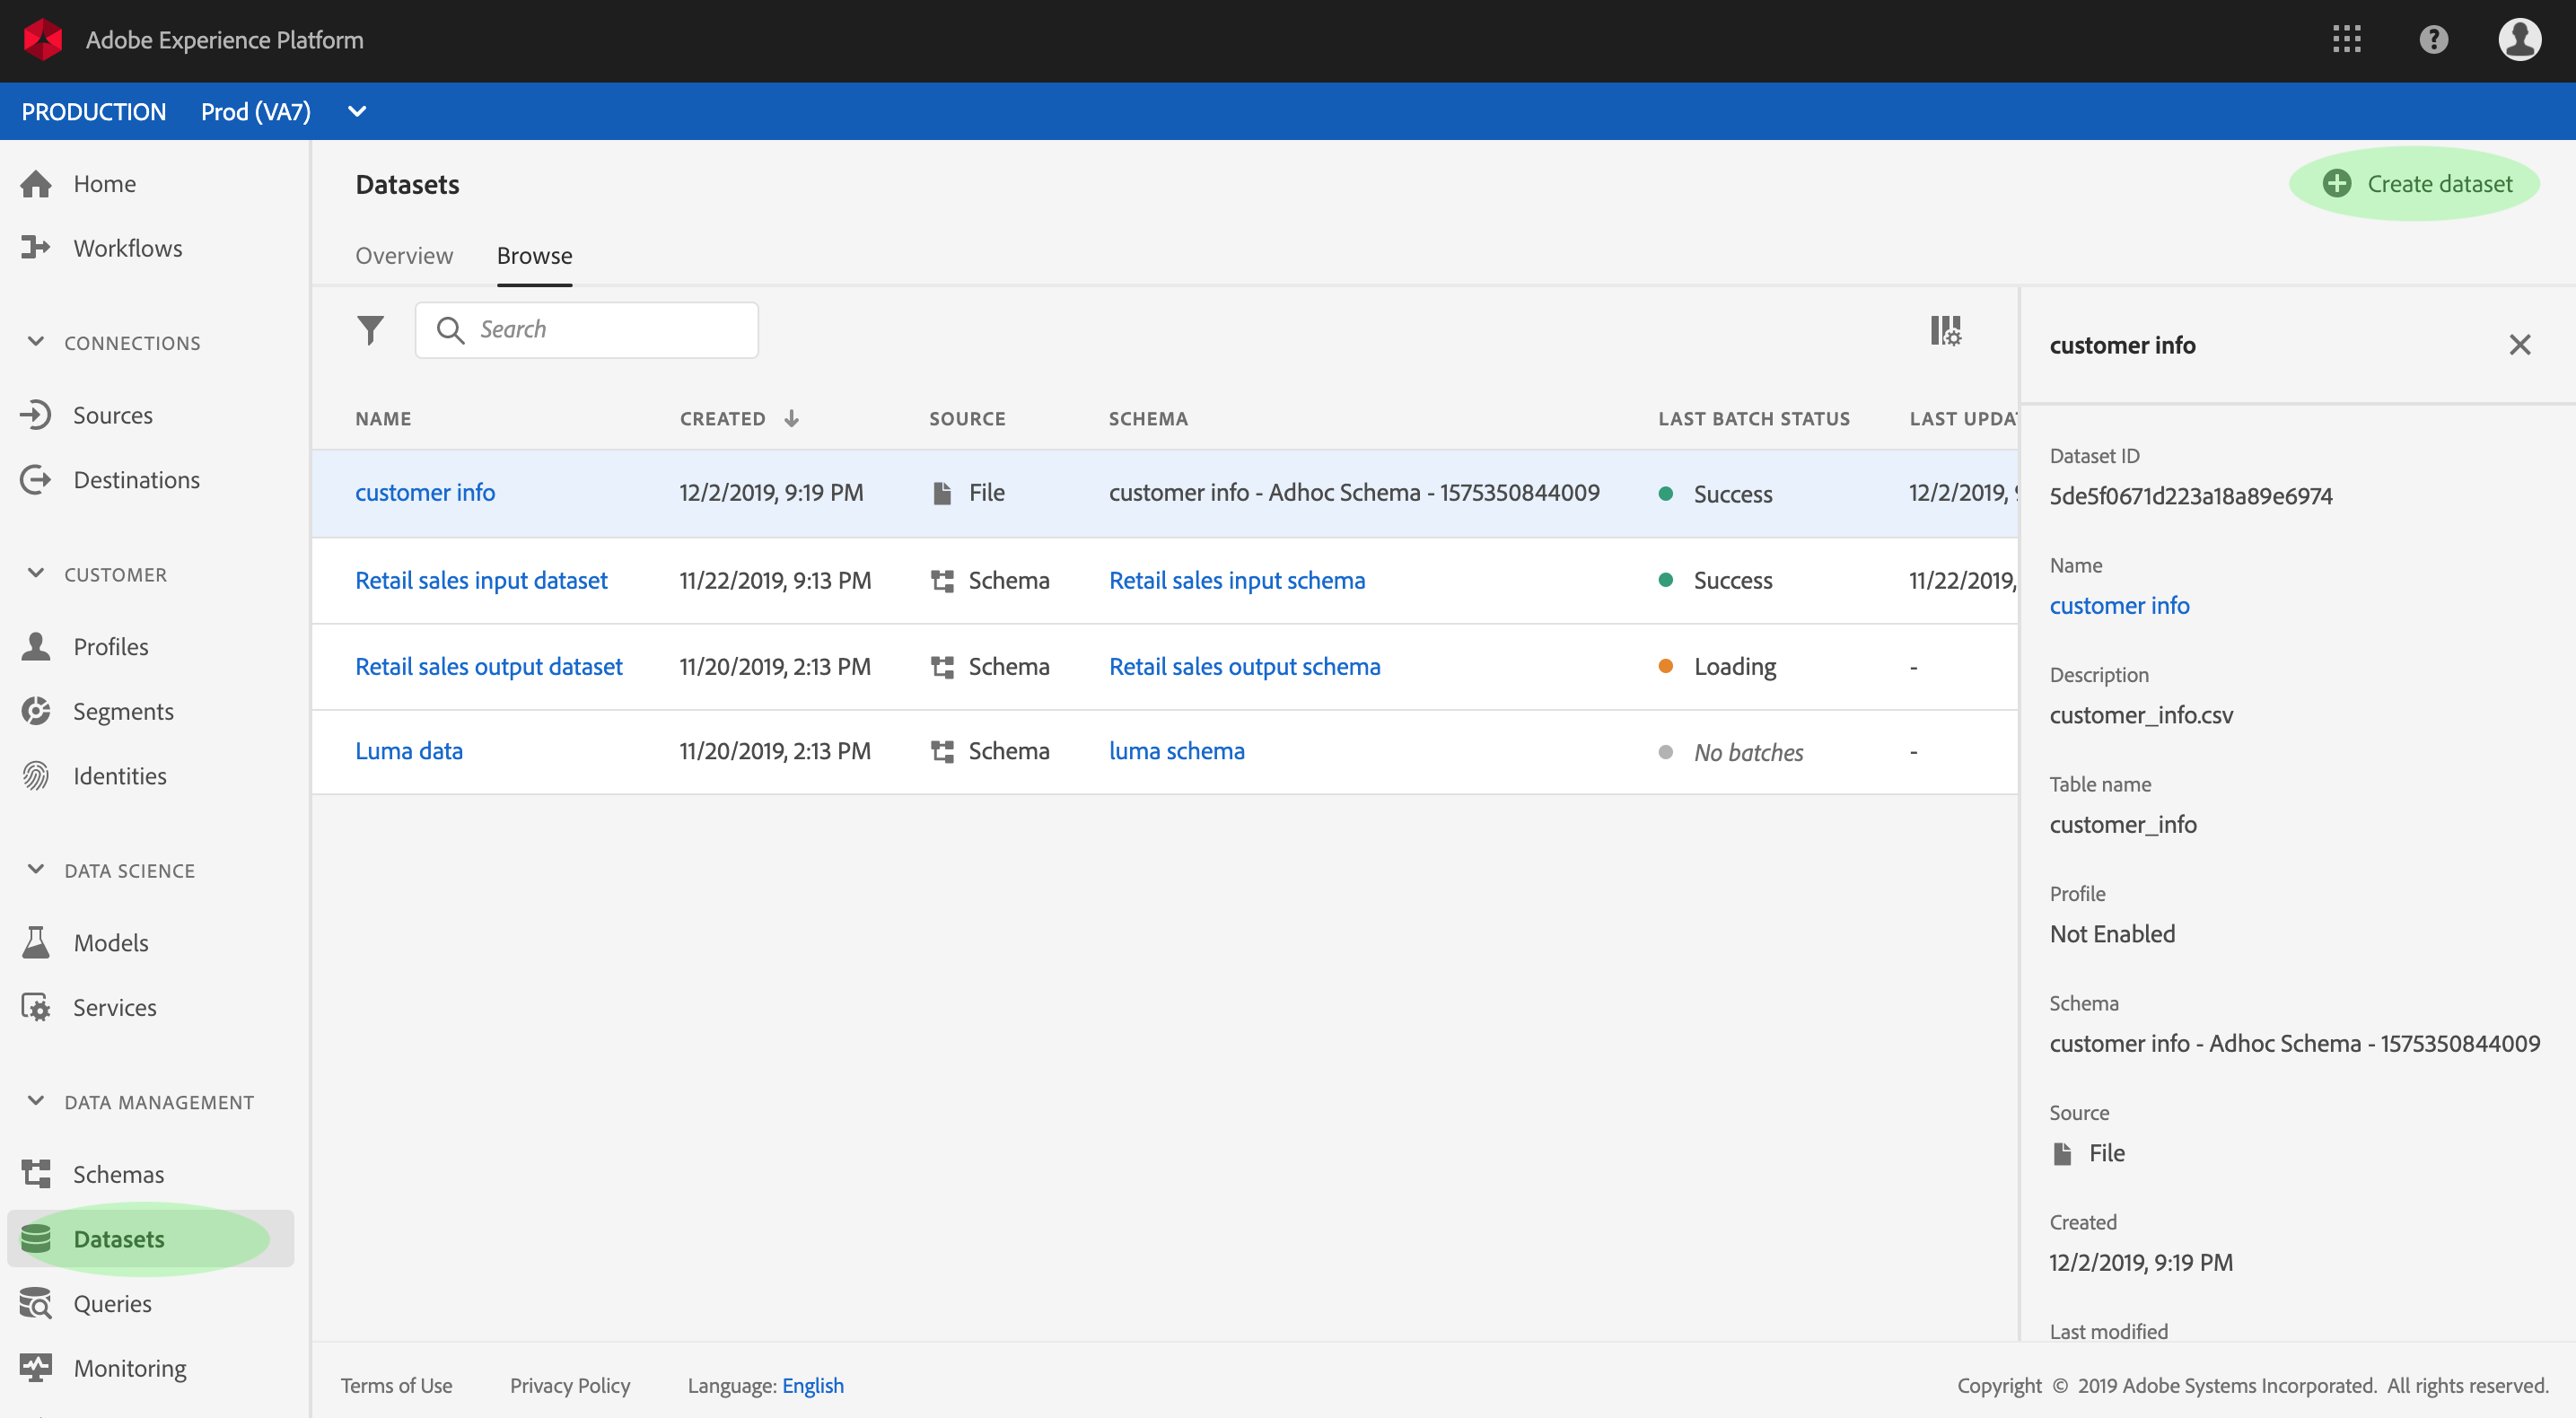 Adobe Experience Platform
?
PRODUCTION Prod (VA7)
Home
Workflows
CONNECTIONS
Sources
Destinations
CUSTOMER
Profiles
Segments
Identities
DATA SCIENCE
Models
Services
DATA MANAGEMENT
Schemas
Datasets
Queries
Monitoring
Datasets
Create dataset
Overview Browse
Search
NAME CREATED SOURCE SCHEMA LAST BATCH STATUS LAST UPDAT
customer info 12/2/2019, 9:19 PM File customer info - Adhoc Schema - 1575350844009 Success 12/2/2019,
Retail sales input dataset 11/22/2019, 9:13 PM Schema Retail sales input schema Success 11/22/2019,
Retail sales output dataset 11/20/2019, 2:13 PM Schema Retail sales output schema Loading -
Luma data 11/20/2019, 2:13 PM Schema luma schema No batches -
customer info
Dataset ID
5de5f0671d223a18a89e6974
Name
customer info
Description
customer_info.csv
Table name
customer_info
Profile
Not Enabled
Schema
customer info - Adhoc Schema - 1575350844009
Source
File
Created
12/2/2019, 9:19 PM
Last modified
Terms of Use Privacy Policy Language: English
Copyright © 2019 Adobe Systems Incorporated. All rights reserved.